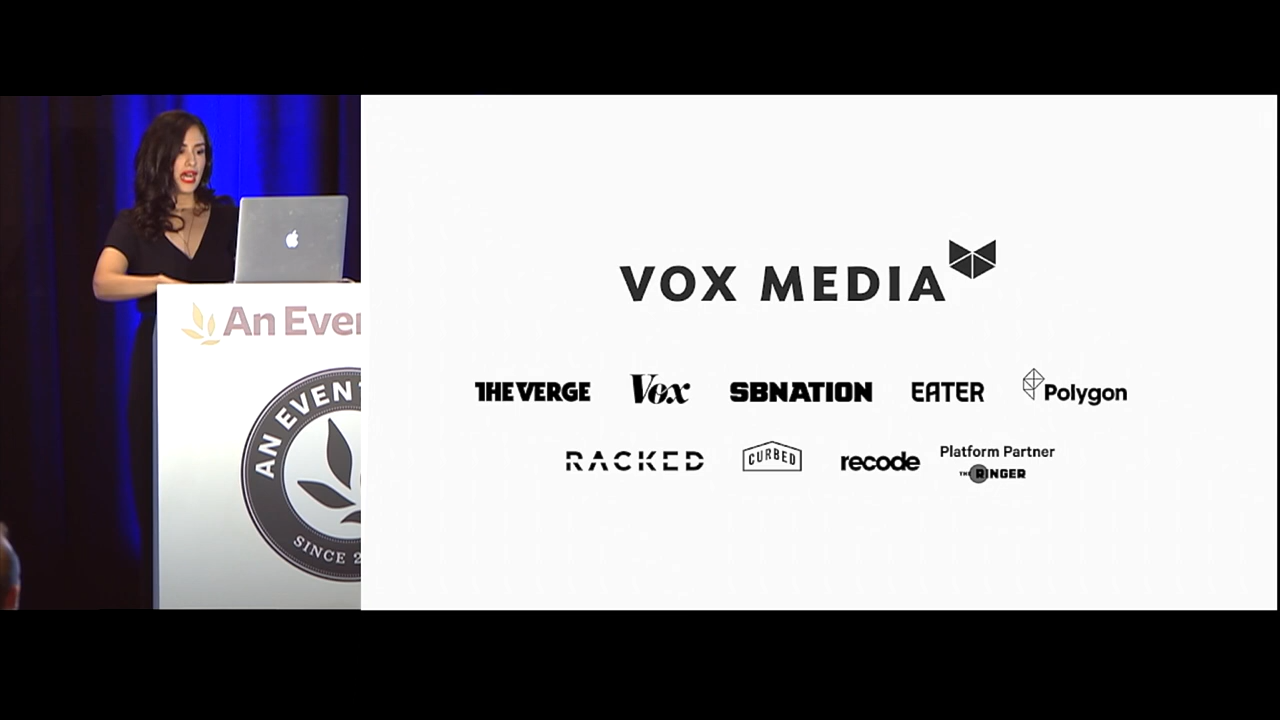 VOX MEDIA
THE VERGE Vox SBNATION EATER Polygon
RACKED CURBED recode Platform Partner
THE RINGER
An Even
AN EVENT
SINCE 2